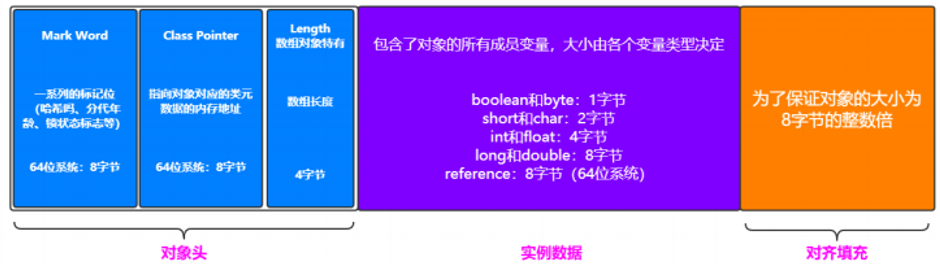 Mark Word
一系列的标记位
(哈希码、分代年
龄、锁状态标志等)
64位系统：8字节
Class Pointer
指向对象对应的类元
数据的内存地址
64位系统：8字节
Length
数组对象特有
数组长度
4字节
包含了对象的所有成员变量，大小由各个变量类型决定
boolean和byte：1字节
short和char：2字节
int和float：4字节
long和double：8字节
reference：8字节（64位系统）
为了保证对象的大小为
8字节的整数倍
对象头
实例数据
对齐填充